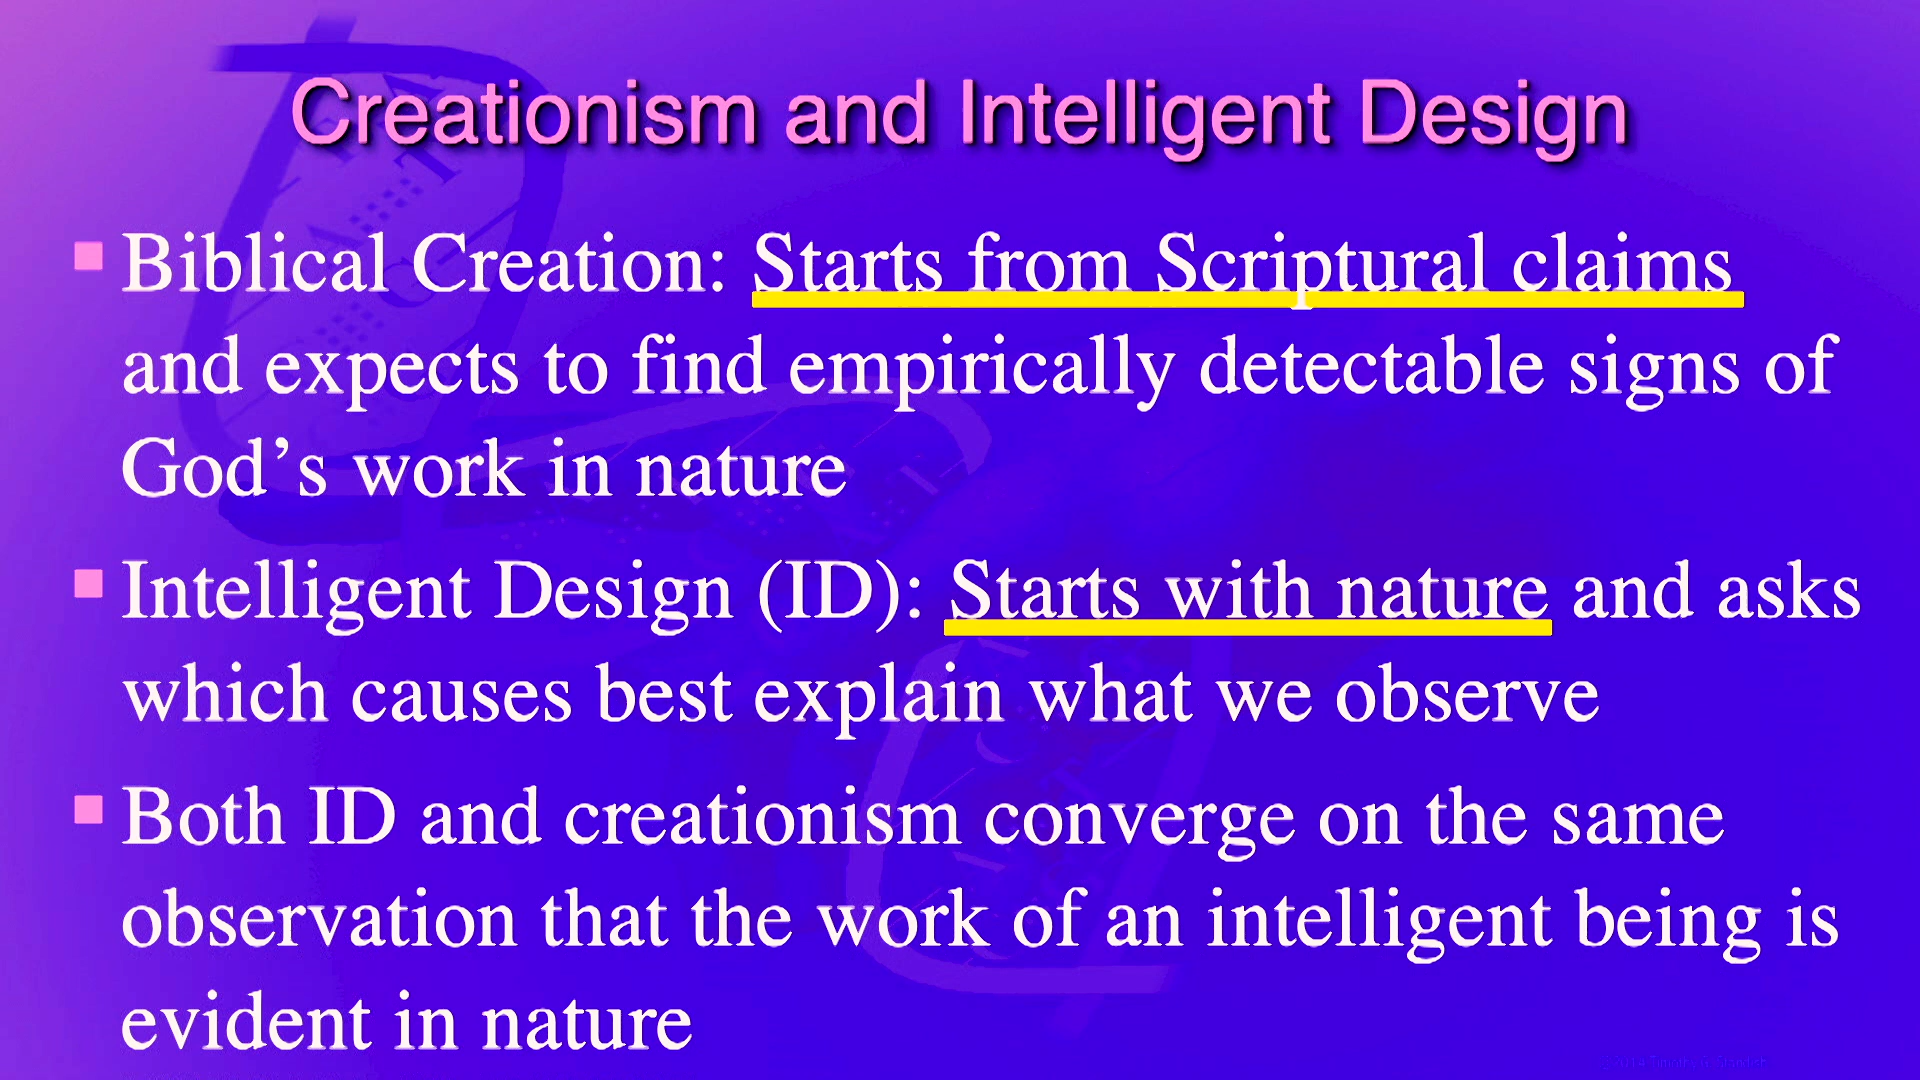 Creationism and Intelligent Design
Biblical Creation: Starts from Scriptural claims
and expects to find empirically detectable signs of
God’s work in nature
Intelligent Design (ID): Starts with nature and asks
which causes best explain what we observe
Both ID and creationism converge on the same
observation that the work of an intelligent being is
evident in nature